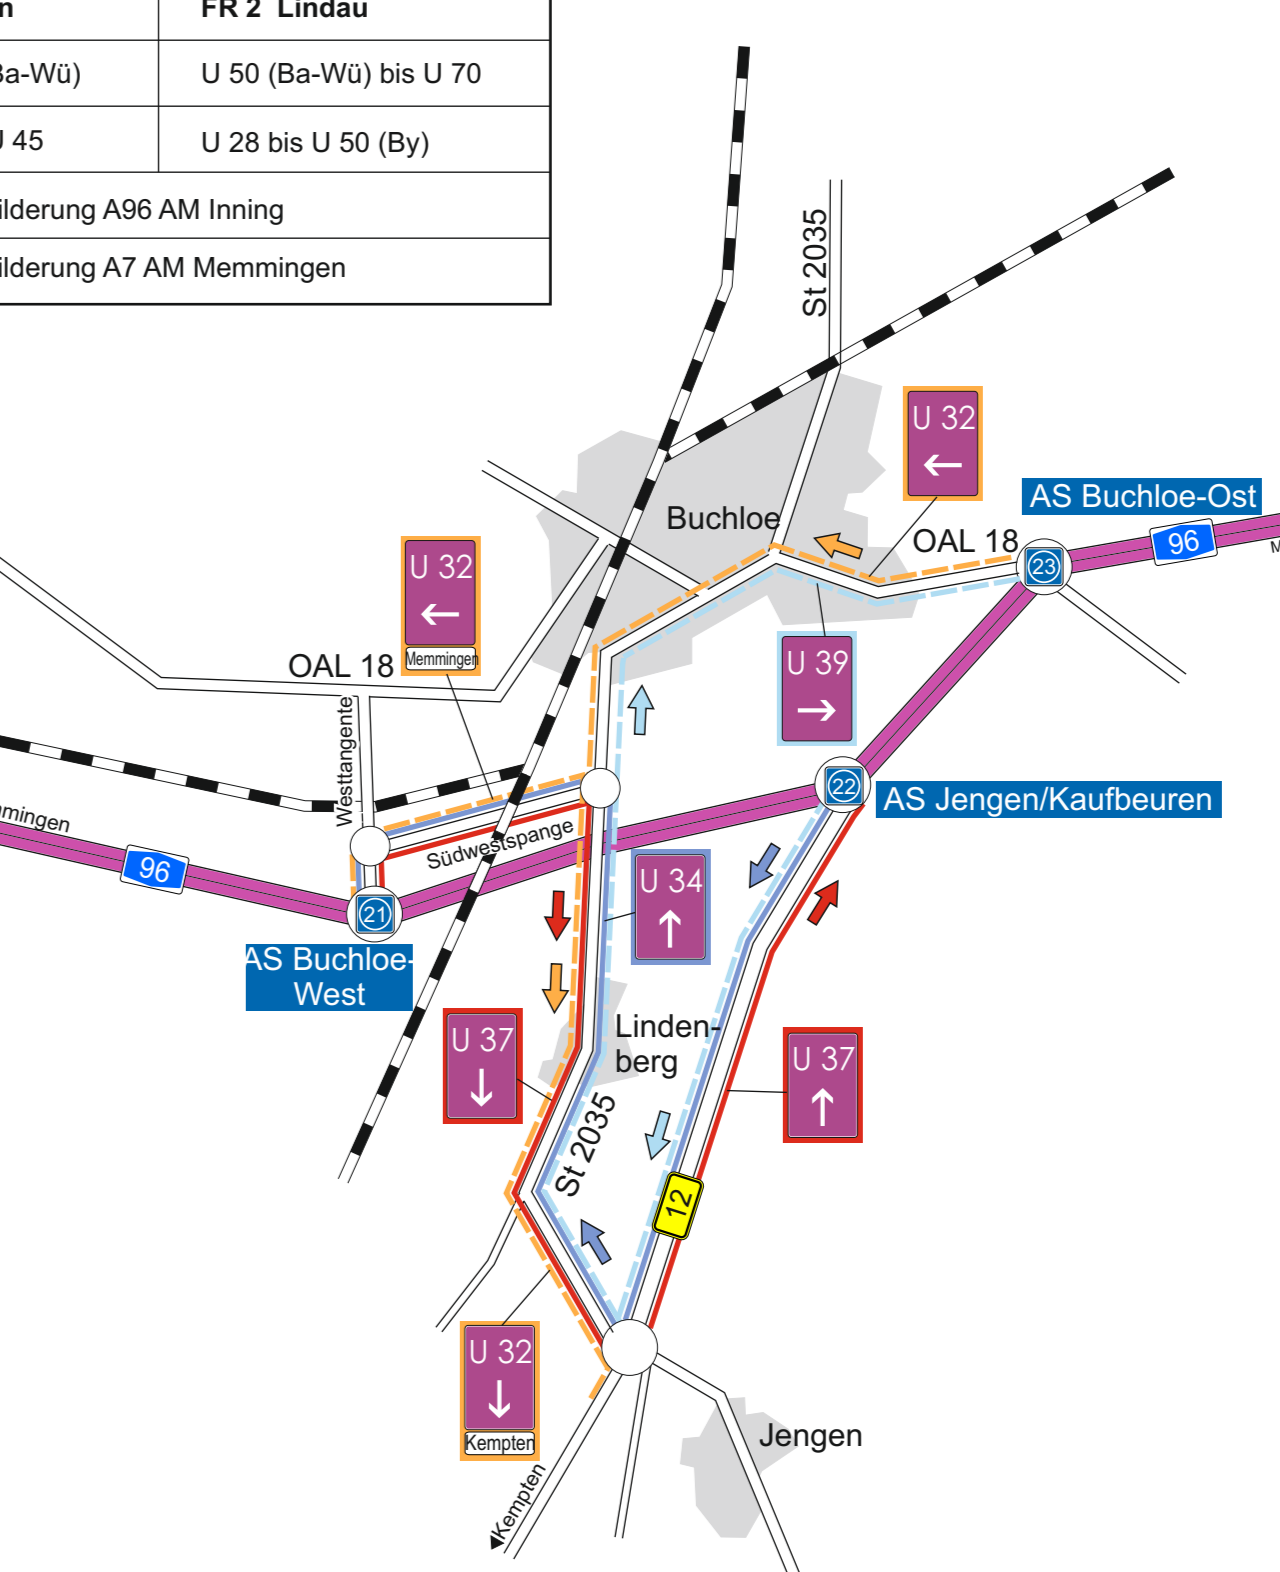 n
FR 2 Lindau
Ba-Wü)
U 50 (Ba-Wü) bis U 70
U 45
U 28 bis U 50 (By)
ilderung A96 AM Inning
ilderung A7 AM Memmingen
St 2035
U 32
AS Buchloe-Ost
Buchloe
OAL 18
96
23
U 32
Memmingen
OAL 18
U 39
Westtangente
22
AS Jengen/Kaufbeuren
mmingen
Südwestspange
96
U 34
21
AS Buchloe-
West
U 37
Linden-
berg
U 37
St 2035
12
U 32
Kempten
Jengen
Kempten